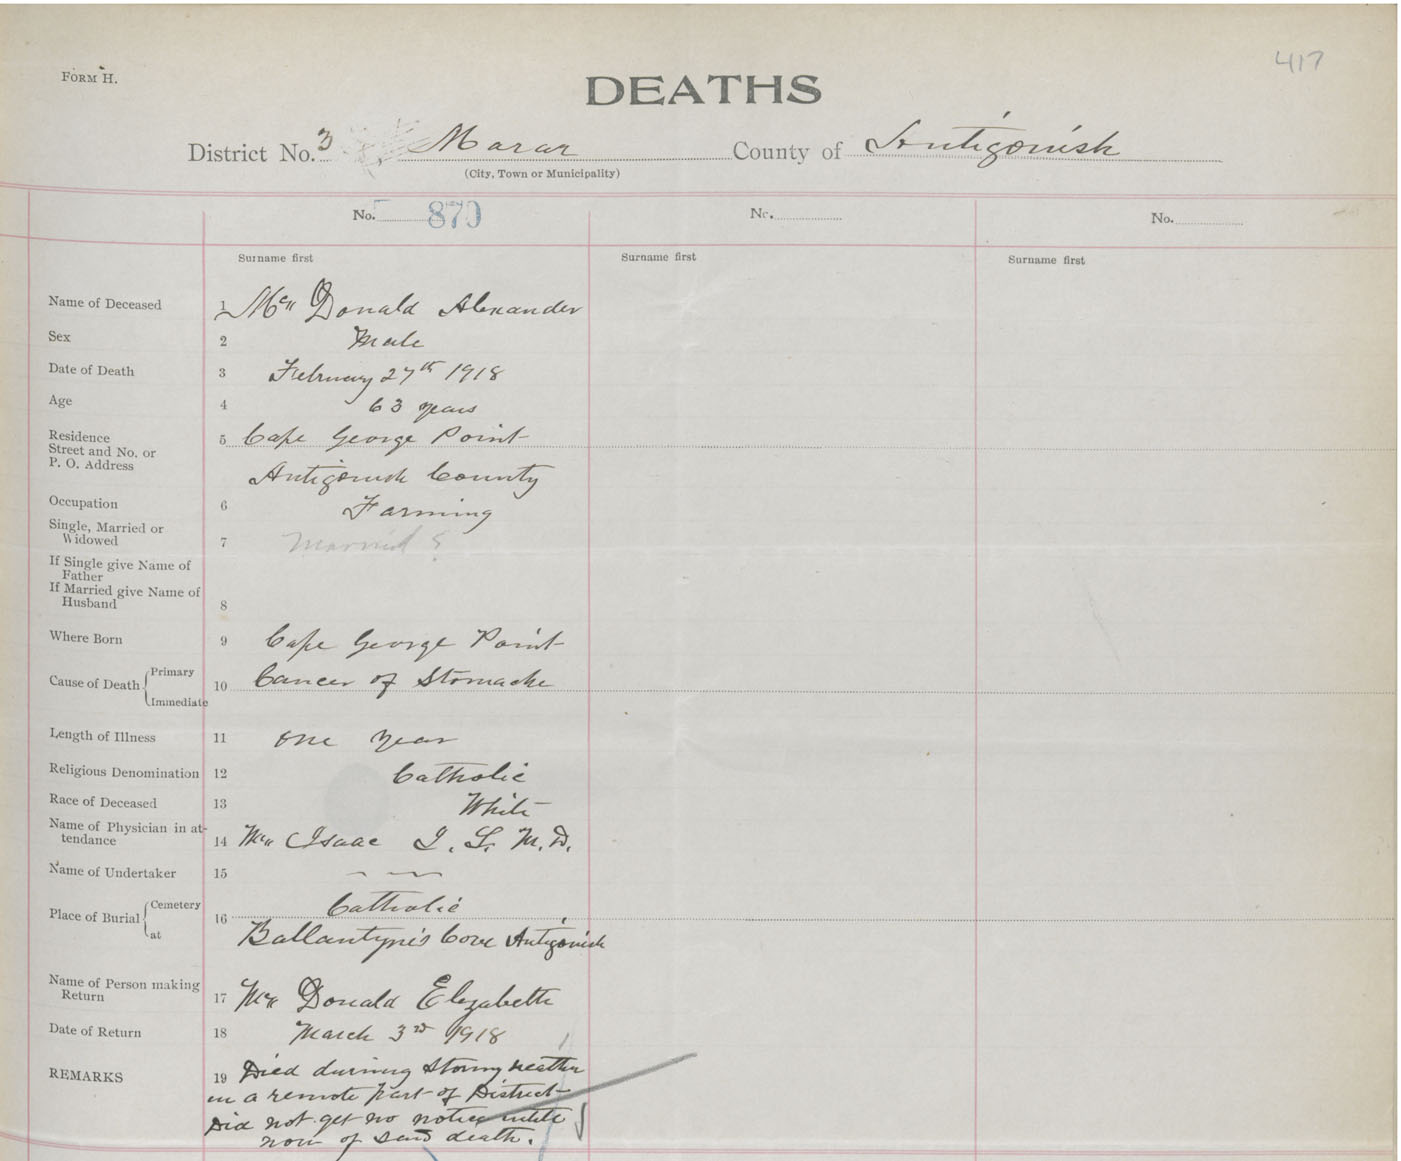 417
FORM H.
DEATHS
District No. 3 Marar County of Antigonish
(City, Town or Municipality)
No. 870 No. No.
Surname first Surname first Surname first
Name of Deceased 1 Mc Donald Alexander
Sex 2 Male
Date of Death 3 February 27th 1918
Age 4 63 years
Residence
Street and No. or
P. O. Address
5 Cape George Point
Antigonish County
Occupation 6 Farming
Single, Married or
Widowed 7 Married ?
If Single give Name of
Father
If Married give Name of
Husband 8
Where Born 9 Cape George Point
Cause of Death Primary
Immediate
10 Cancer of Stomache
Length of Illness 11 one year
Religious Denomination 12 Catholic
Race of Deceased 13 White
Name of Physician in at-
tendance 14 Mc Isaac J. L. M.D.
Name of Undertaker 15
Place of Burial Cemetery
at
16 Catholic
Ballantyne's Cove Antigonish
Name of Person making
Return 17 Mc Donald Elizabeth
Date of Return 18 March 3rd 1918
REMARKS 19 Died during Stormy weather
in a remote part of District
Did not get no notice untill
now of said death.